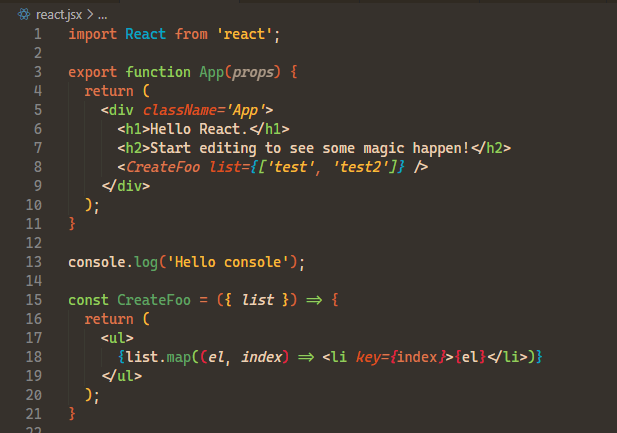 react.jsx > ...
1 import React from 'react';
2
3 export function App(props) {
4 return (
5 <div className='App'>
6 <h1>Hello React.</h1>
7 <h2>Start editing to see some magic happen!</h2>
8 <CreateFoo list={['test', 'test2']} />
9 </div>
10 );
11 }
12
13 console.log('Hello console');
14
15 const CreateFoo = ({ list }) => {
16 return (
17 <ul>
18 {list.map((el, index) => <li key={index}>{el}</li>)}
19 </ul>
20 );
21 }
22